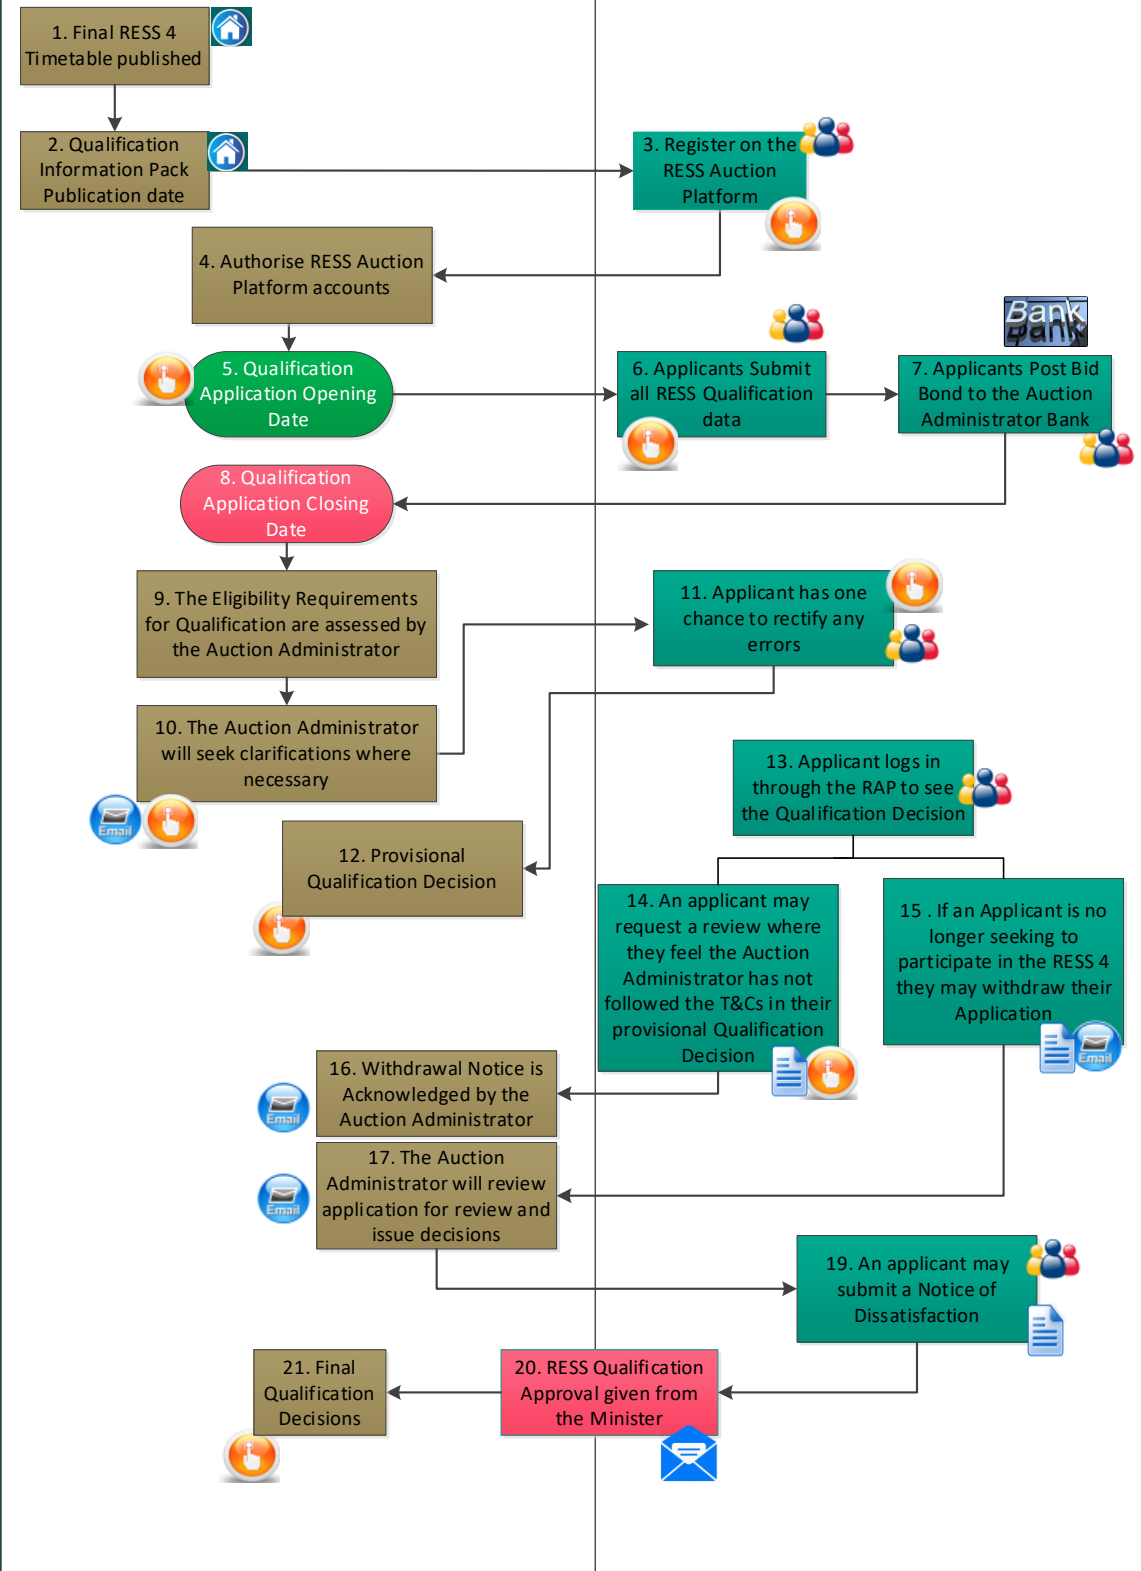 1. Final RESS 4
Timetable published
2. Qualification
Information Pack
Publication date
3. Register on the
RESS Auction
Platform
4. Authorise RESS Auction
Platform accounts
5. Qualification
Application Opening
Date
6. Applicants Submit
all RESS Qualification
data
Bank
7. Applicants Post Bid
Bond to the Auction
Administrator Bank
8. Qualification
Application Closing
Date
9. The Eligibility Requirements
for Qualification are assessed by
the Auction Administrator
10. The Auction Administrator
will seek clarifications where
necessary
Email
11. Applicant has one
chance to rectify any
errors
12. Provisional
Qualification Decision
13. Applicant logs in
through the RAP to see
the Qualification Decision
14. An applicant may
request a review where
they feel the Auction
Administrator has not
followed the T&Cs in their
provisional Qualification
Decision
15 . If an Applicant is no
longer seeking to
participate in the RESS 4
they may withdraw their
Application
Email
16. Withdrawal Notice is
Acknowledged by the
Auction Administrator
Email
17. The Auction
Administrator will review
application for review and
issue decisions
Email
19. An applicant may
submit a Notice of
Dissatisfaction
20. RESS Qualification
Approval given from
the Minister
21. Final
Qualification
Decisions